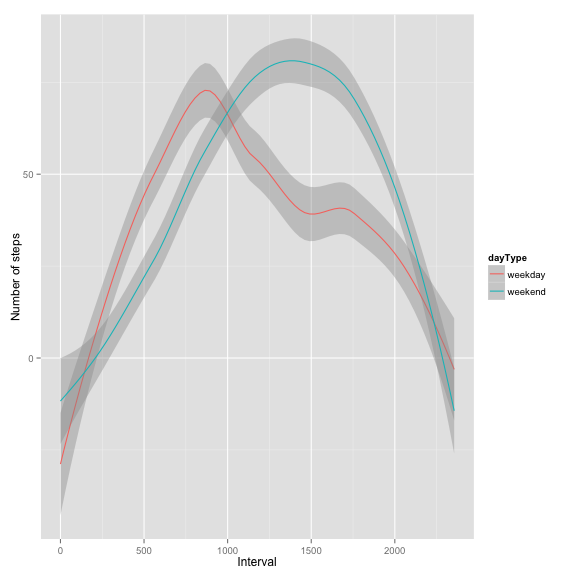 50
0
Number of steps
0 500 1000 1500 2000
Interval
dayType
weekday
weekend